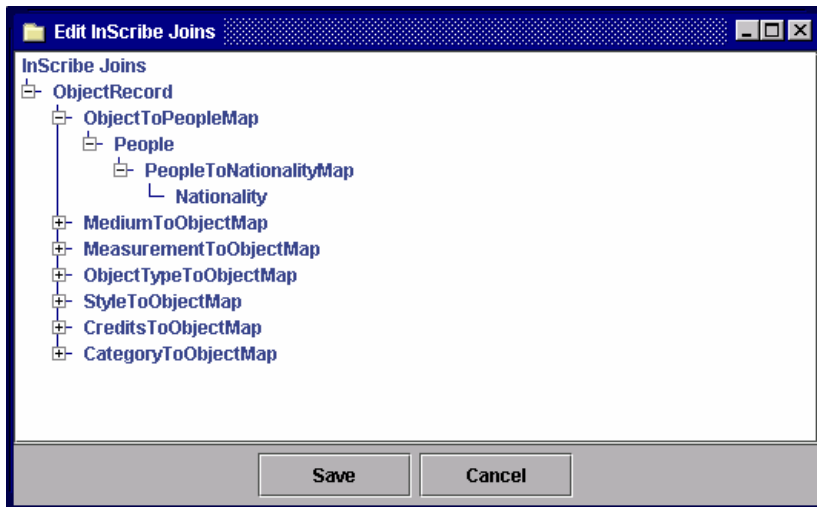 Edit InScribe Joins
InScribe Joins
ObjectRecord
ObjectToPeopleMap
People
PeopleToNationalityMap
Nationality
MediumToObjectMap
MeasurementToObjectMap
ObjectTypeToObjectMap
StyleToObjectMap
CreditsToObjectMap
CategoryToObjectMap
Save Cancel